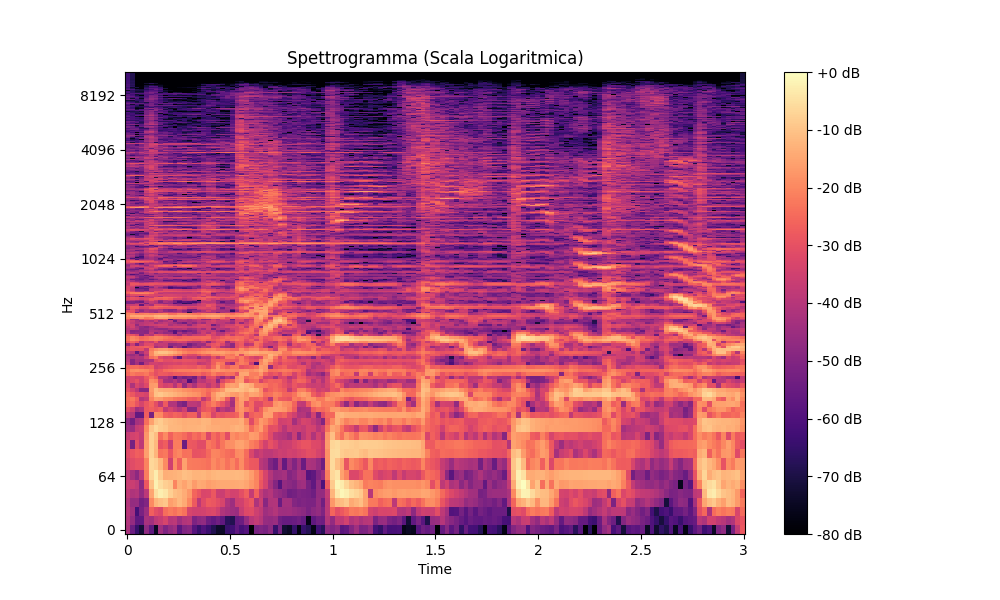 Spettrogramma (Scala Logaritmica)
Hz
8192
4096
2048
1024
512
256
128
64
0
0 0.5 1 1.5 2 2.5 3
Time
+0 dB
-10 dB
-20 dB
-30 dB
-40 dB
-50 dB
-60 dB
-70 dB
-80 dB